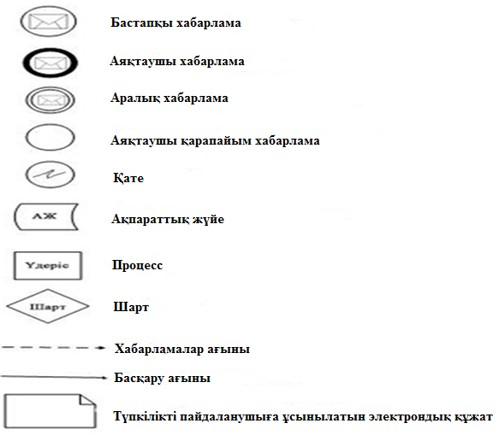 Бастапқы хабарлама
Аяқтаушы хабарлама
Аралық хабарлама
Аяқтаушы қарапайым хабарлама
Қате
АЖ Ақпараттық жүйе
Үдеріс Процесс
Шарт Шарт
Хабарламалар ағыны
Басқару ағыны
Түпкілікті пайдаланушыға ұсынылатын электрондық құжат